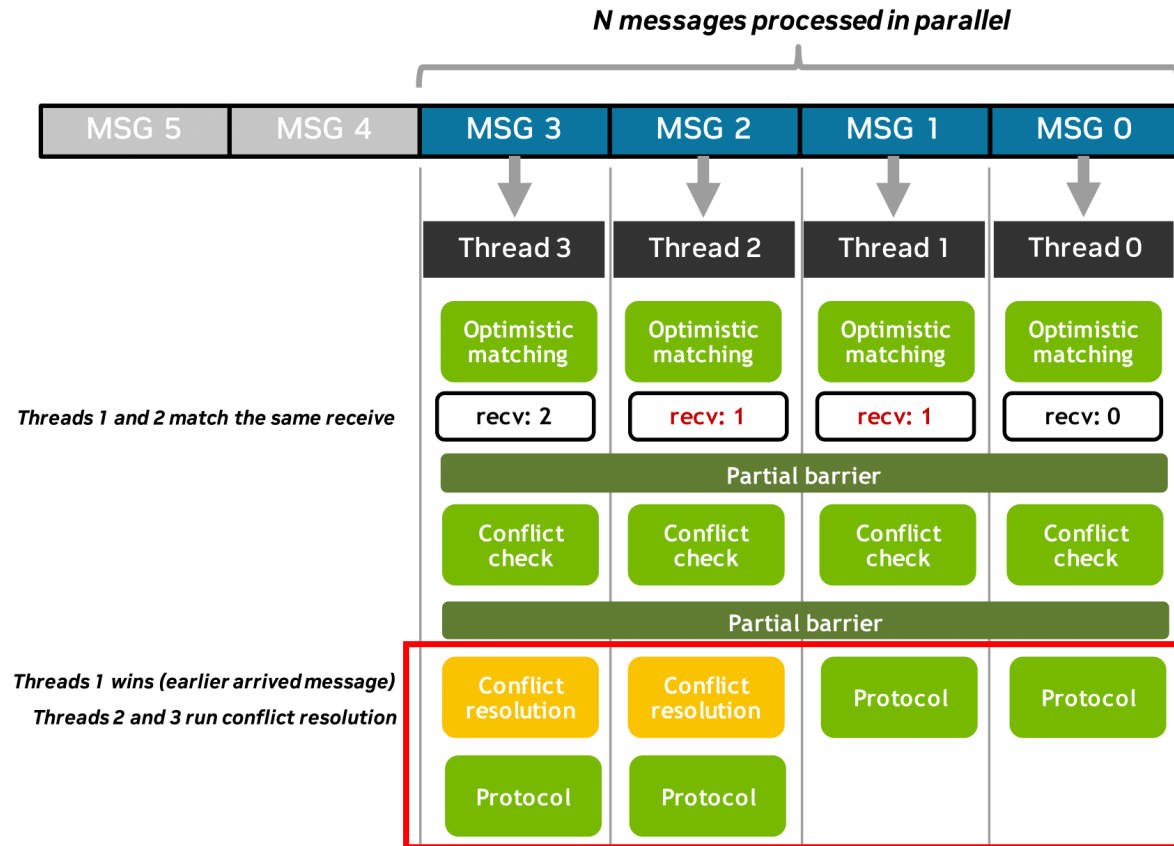 N messages processed in parallel
MSG 5
MSG 4
MSG 3
MSG 2
MSG 1
MSG 0
Thread 3
Thread 2
Thread 1
Thread 0
Optimistic
matching
Optimistic
matching
Optimistic
matching
Optimistic
matching
Threads 1 and 2 match the same receive
recv: 2
recv: 1
recv: 1
recv: 0
Partial barrier
Conflict
check
Conflict
check
Conflict
check
Conflict
check
Partial barrier
Threads 1 wins (earlier arrived message)
Threads 2 and 3 run conflict resolution
Conflict
resolution
Conflict
resolution
Protocol
Protocol
Protocol
Protocol